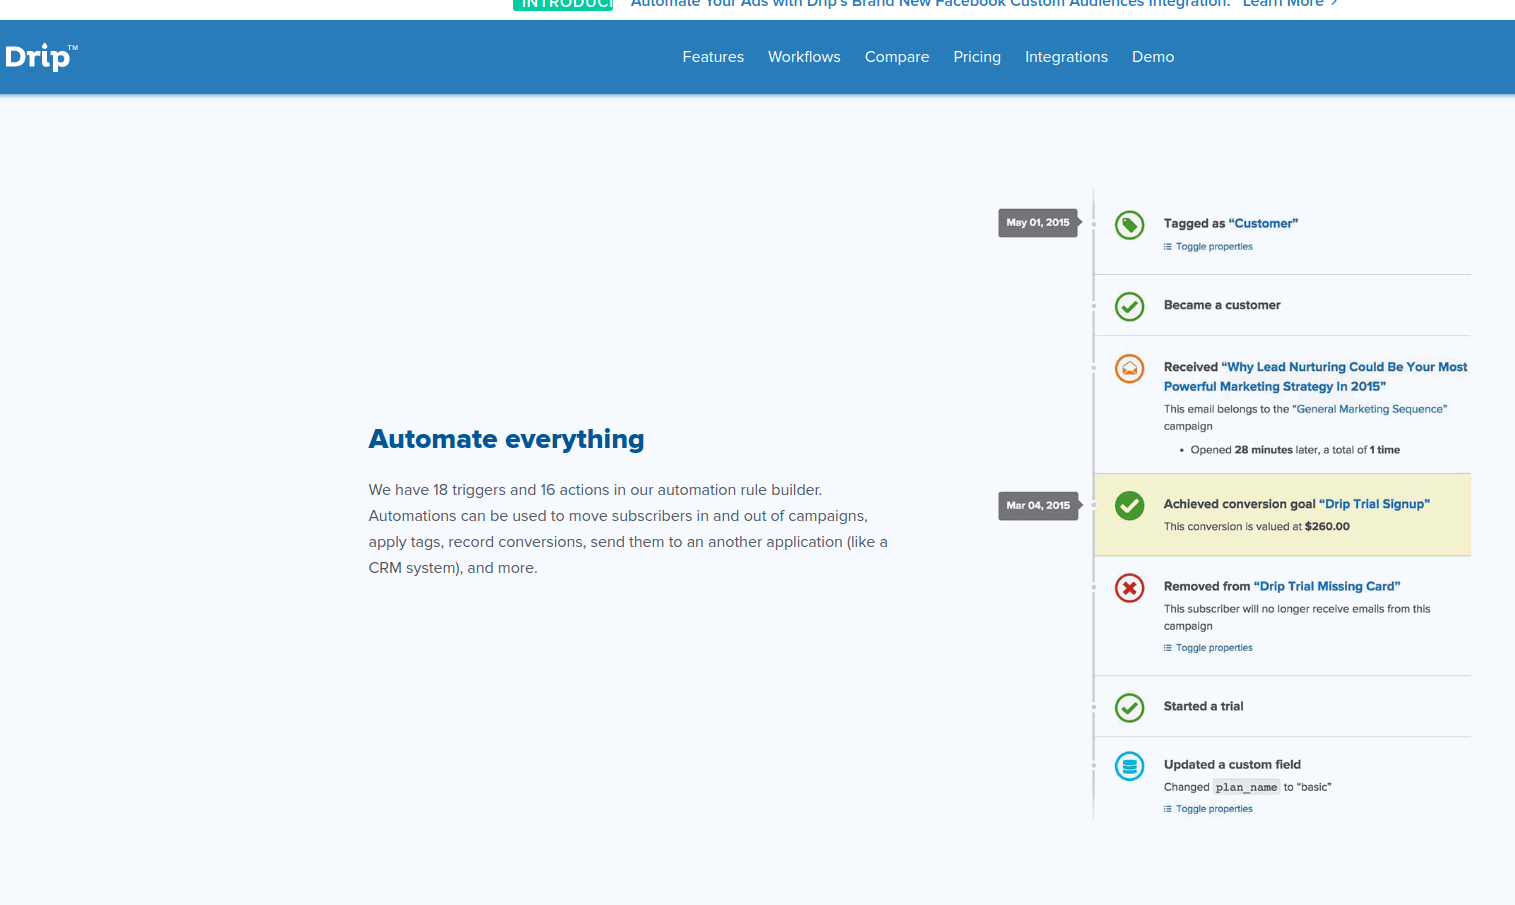 INTRODUCI Automate Your Ads with Drip's Brand New Facebook Custom Audiences Integration. Learn More >
Drip™
Features Workflows Compare Pricing Integrations Demo
Automate everything
We have 18 triggers and 16 actions in our automation rule builder.
Automations can be used to move subscribers in and out of campaigns,
apply tags, record conversions, send them to an another application (like a
CRM system), and more.
May 01, 2015
Tagged as “Customer”
Toggle properties
Became a customer
Received “Why Lead Nurturing Could Be Your Most
Powerful Marketing Strategy In 2015”
This email belongs to the “General Marketing Sequence”
campaign
• Opened 28 minutes later, a total of 1 time
Mar 04, 2015
Achieved conversion goal “Drip Trial Signup”
This conversion is valued at $260.00
Removed from “Drip Trial Missing Card”
This subscriber will no longer receive emails from this
campaign
Toggle properties
Started a trial
Updated a custom field
Changed plan_name to “basic”
Toggle properties